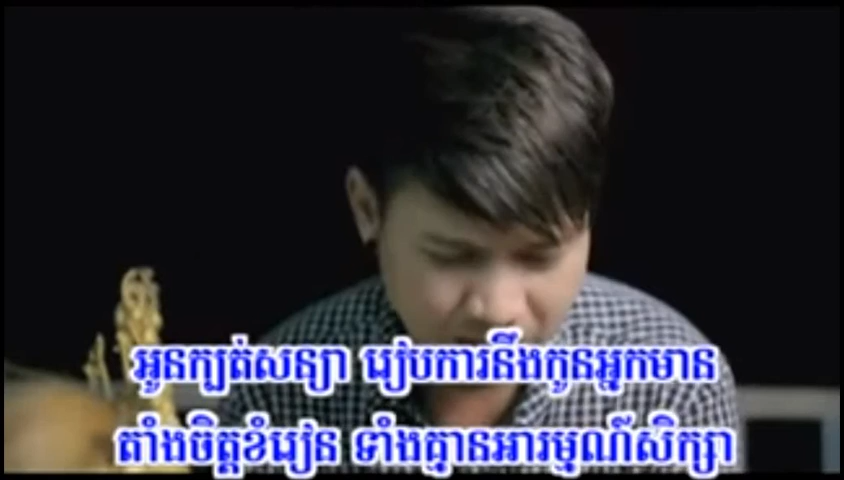 អូនក្បត់សន្យា រៀបការនឹងកូនអ្នកមាន
តាំងចិត្តខំរៀន ទាំងគ្មានអារម្មណ៍សិក្សា